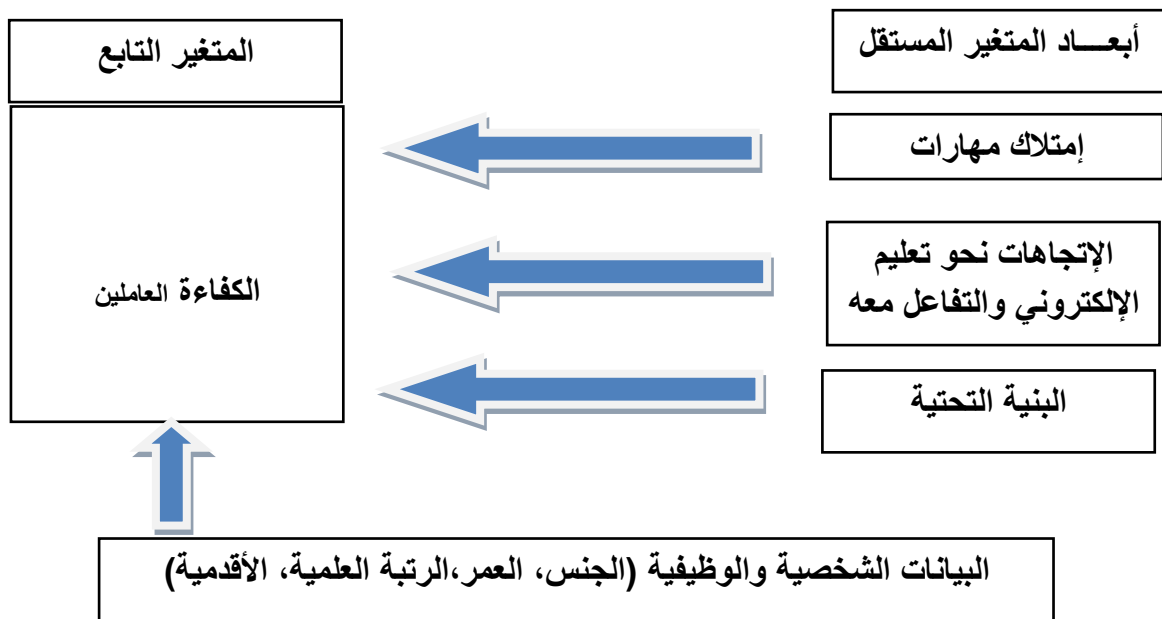 أبعـــاد المتغير المستقل
المتغير التابع
إمتلاك مهارات
الإتجاهات نحو تعليم
الإلكتروني والتفاعل معه
الكفاءة العاملين
البنية التحتية
البيانات الشخصية والوظيفية (الجنس، العمر،الرتبة العلمية، الأقدمية)